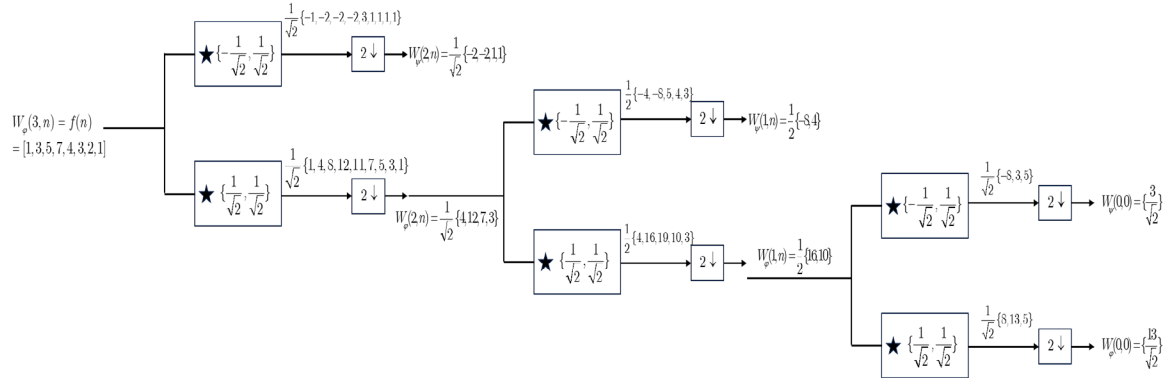 W_φ(3,n) = f(n)
= [1, 3, 5, 7, 4, 3, 2, 1]
★{-1/√2, 1/√2}
1/√2 {-1, -2, -2, -2, 3, 1, 1, 1, 1}
2 ↓
W_ψ(2,n) = 1/√2 {-2,-2,1,1}
★{1/√2, 1/√2}
1/√2 {1, 4, 8, 12, 11, 7, 5, 3, 1}
2 ↓
W_φ(2,n) = 1/√2 {4,12,7,3}
★{-1/√2, 1/√2}
1/2 {-4, -8, 5, 4, 3}
2 ↓
W_ψ(1,n) = 1/2 {-8,4}
★{1/√2, 1/√2}
1/2 {4, 16, 19, 10, 3}
2 ↓
W_φ(1,n) = 1/2 {16,10}
★{-1/√2, 1/√2}
1/√2 {-8, 3, 5}
2 ↓
W_ψ(0,0) = {3/√2}
★{1/√2, 1/√2}
1/√2 {8, 13, 5}
2 ↓
W_φ(0,0) = {13/√2}